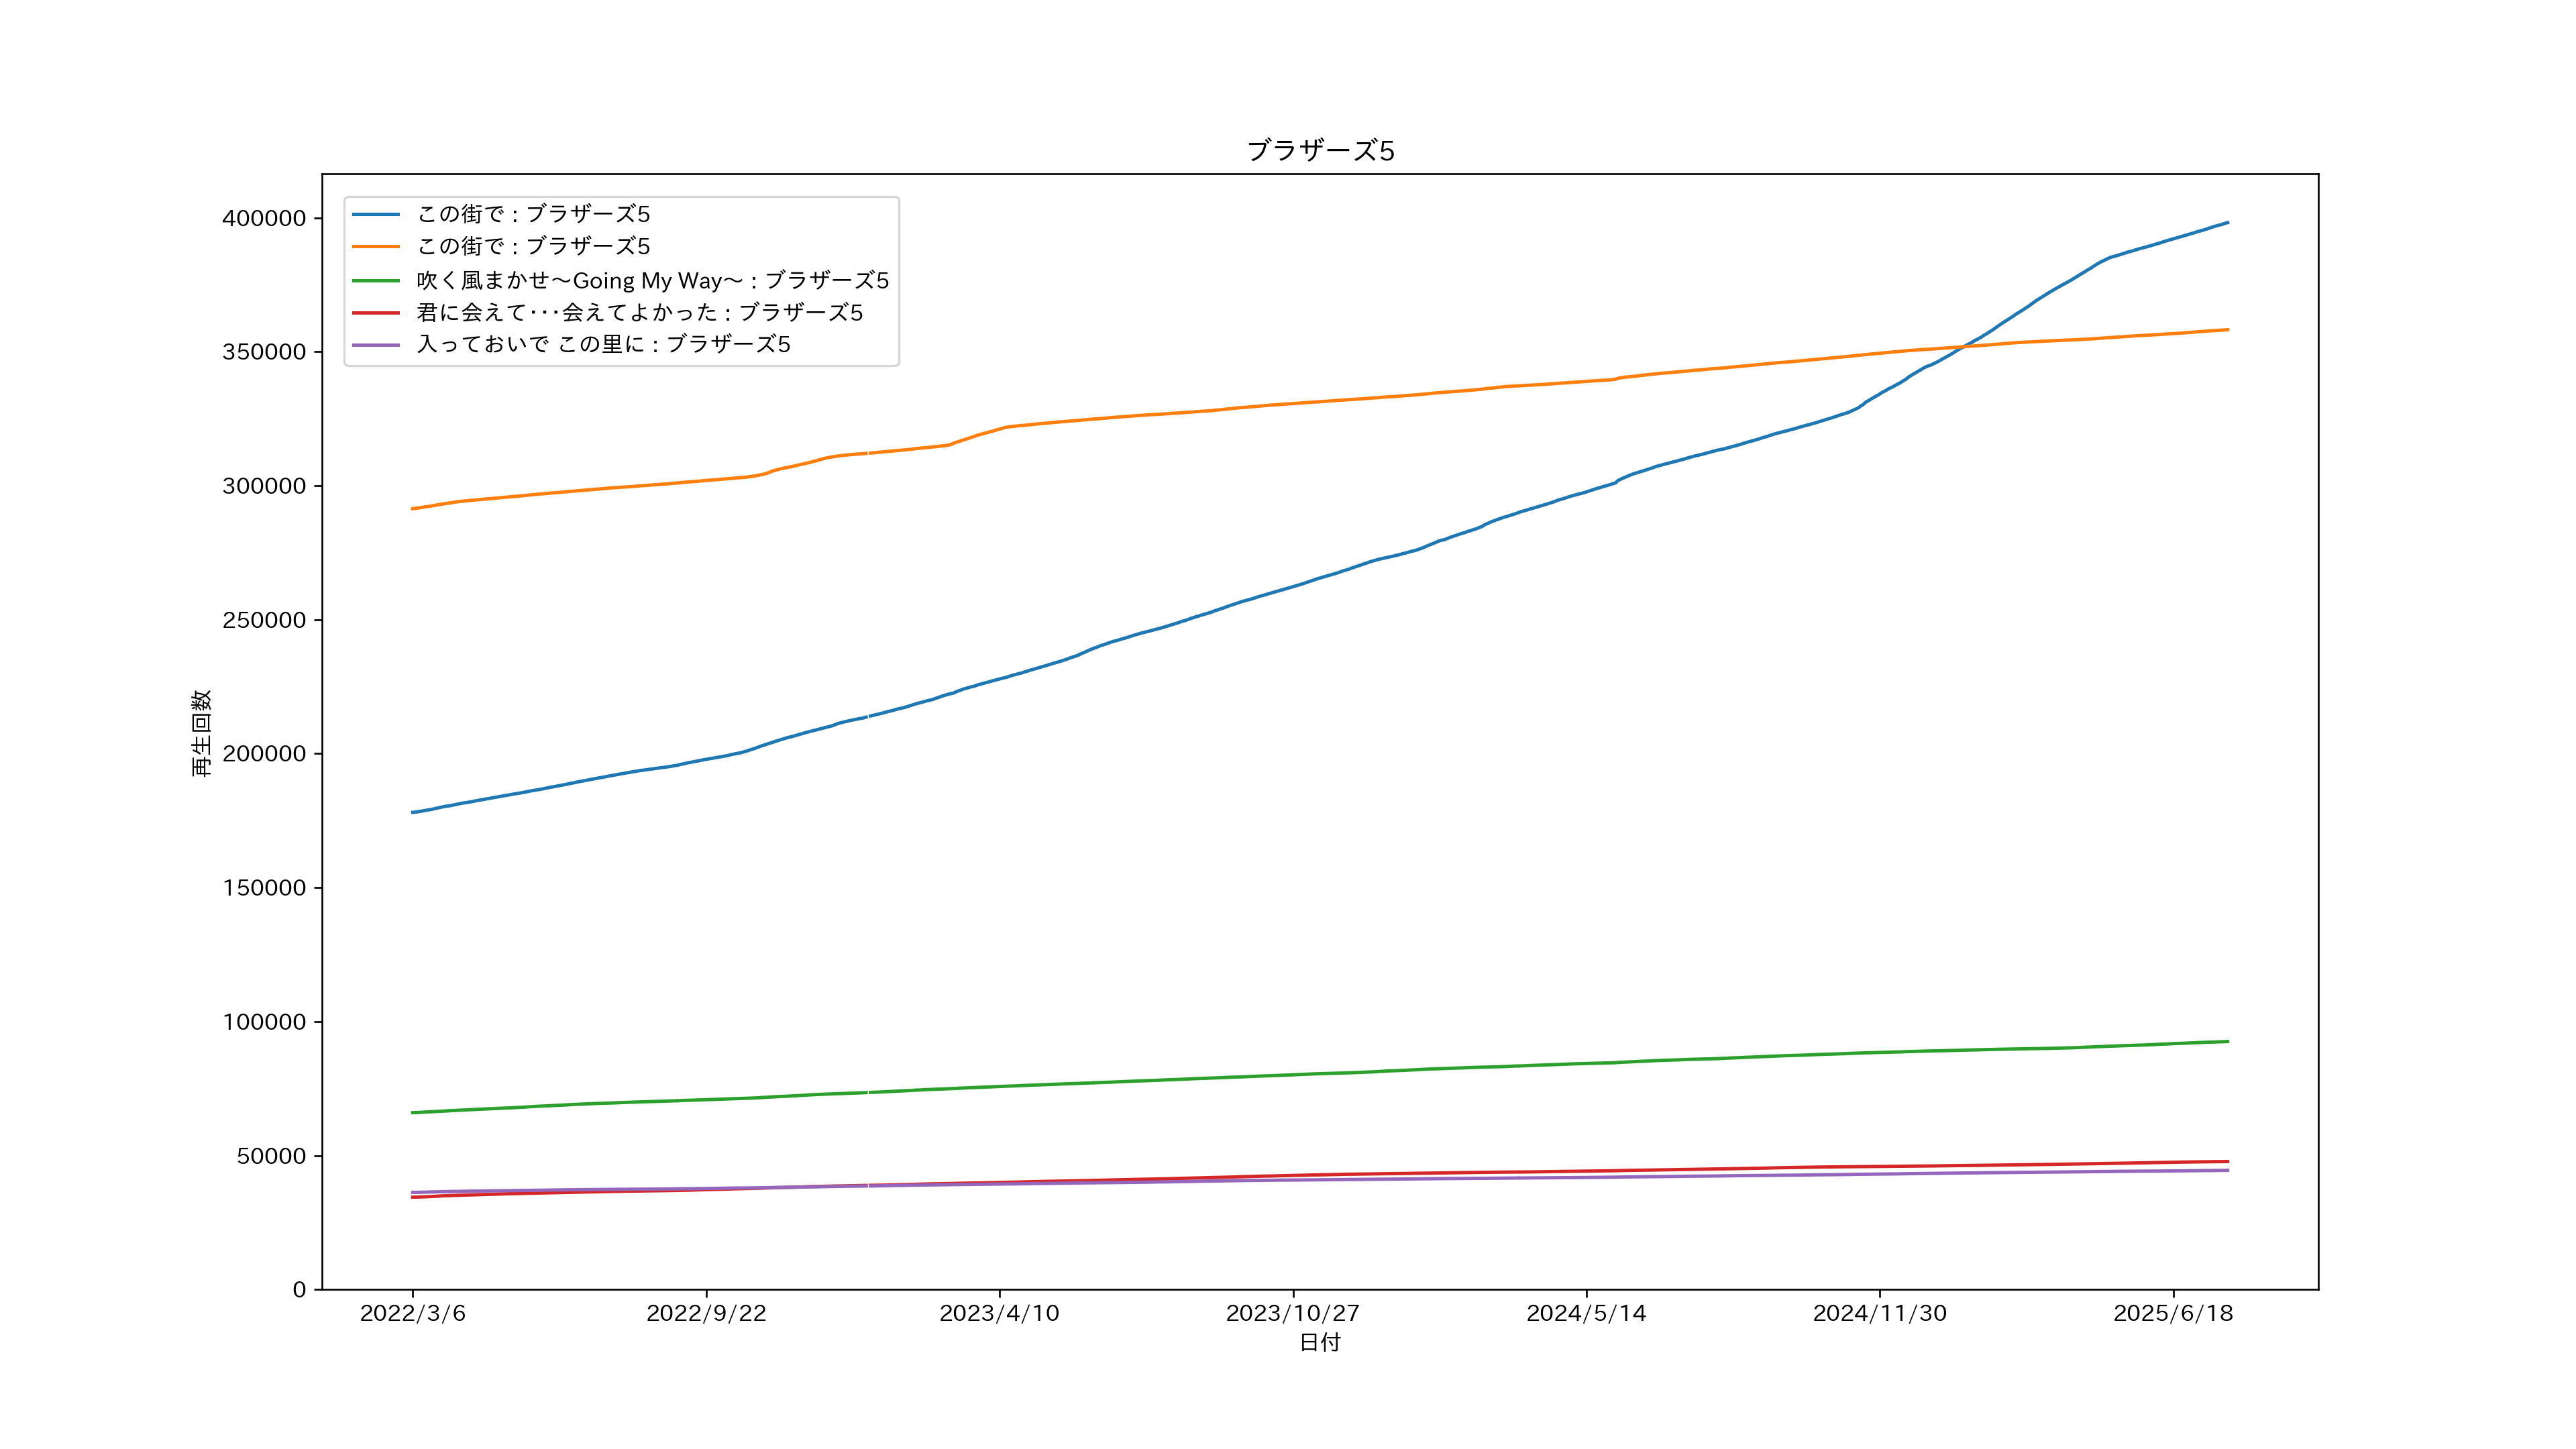 ブラザーズ5
この街で : ブラザーズ5
この街で : ブラザーズ5
吹く風まかせ〜Going My Way〜 : ブラザーズ5
君に会えて･･･会えてよかった : ブラザーズ5
入っておいで この里に : ブラザーズ5
400000
350000
300000
250000
200000
150000
100000
50000
0
再生回数
2022/3/6 2022/9/22 2023/4/10 2023/10/27 2024/5/14 2024/11/30 2025/6/18
日付